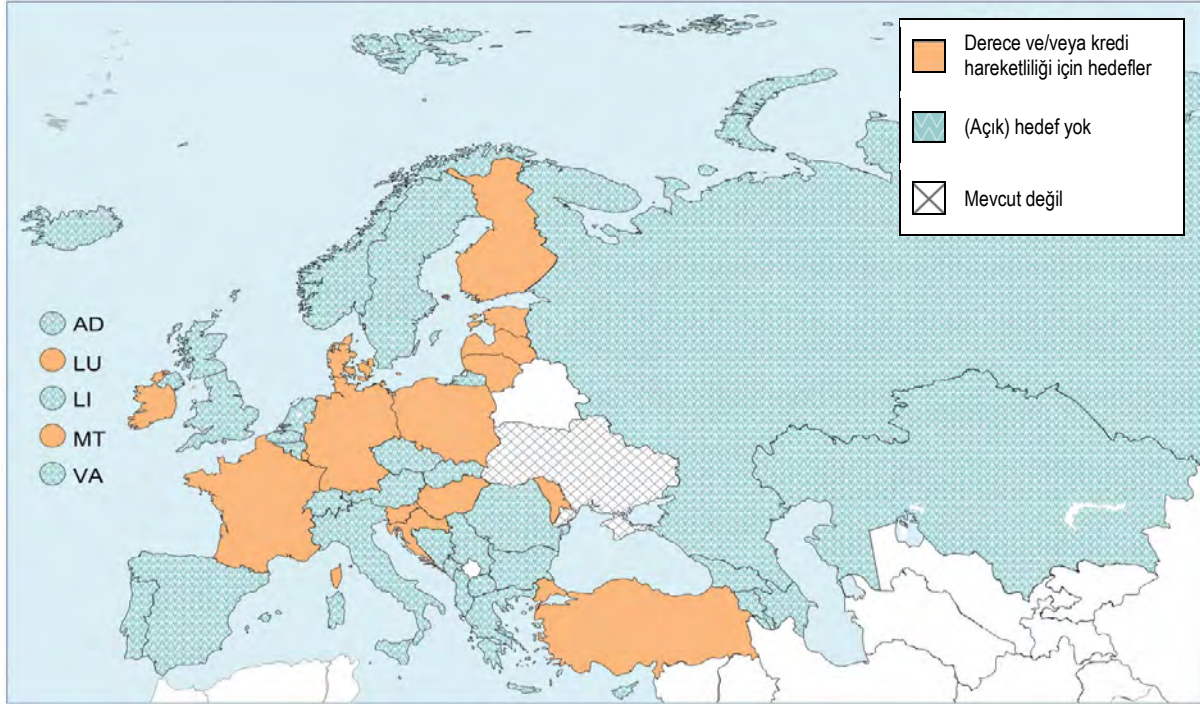 Derece ve/veya kredi
hareketliliği için hedefler
(Açık) hedef yok
Mevcut değil
AD
LU
LI
MT
VA